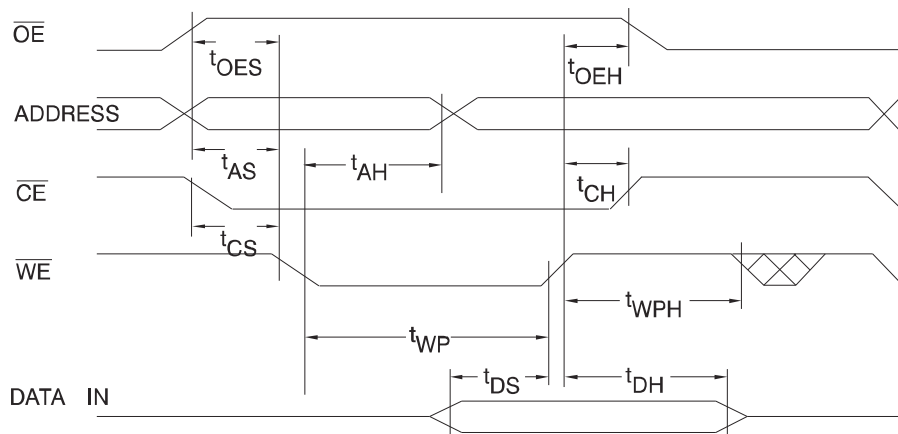 OE
tOES
tOEH
ADDRESS
tAS
tAH
CE
tCH
tCS
WE
tWPH
tWP
tDS
tDH
DATA IN